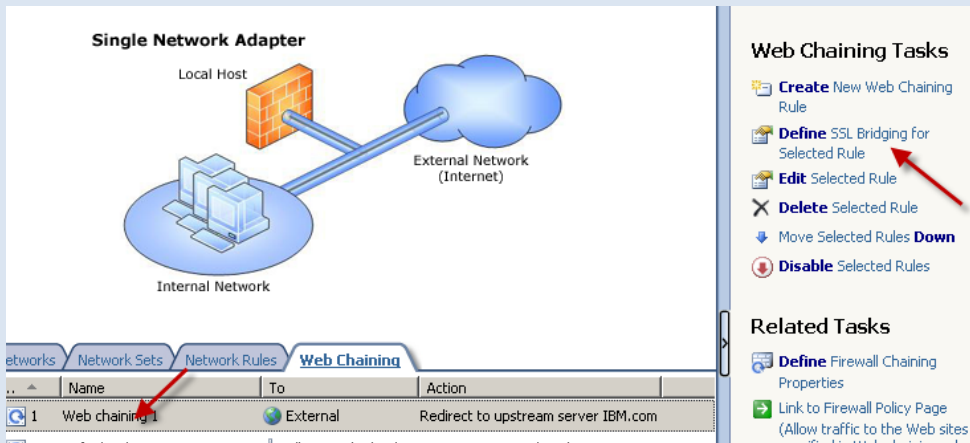 Single Network Adapter
Local Host
External Network
(Internet)
Internal Network
etworks
Network Sets
Network Rules
Web Chaining
Name
To
Action
1
Web chaining 1
External
Redirect to upstream server IBM.com
Web Chaining Tasks
Create New Web Chaining
Rule
Define SSL Bridging for
Selected Rule
Edit Selected Rule
Delete Selected Rule
Move Selected Rules Down
Disable Selected Rules
Related Tasks
Define Firewall Chaining
Properties
Link to Firewall Policy Page
(Allow traffic to the Web sites